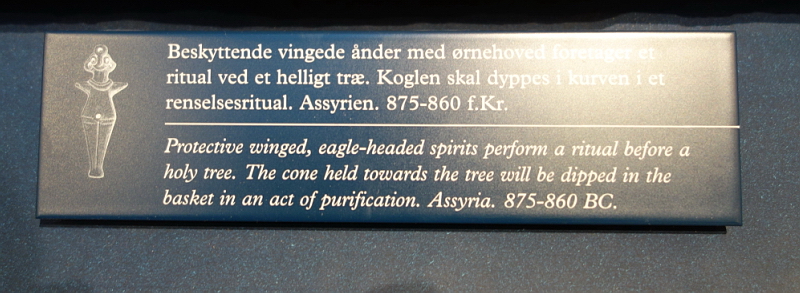 Beskyttende vingede ånder med ørnehoved foretager et
ritual ved et helligt træ. Koglen skal dyppes i kurven i et
renselsesritual. Assyrien. 875-860 f.Kr.
Protective winged, eagle-headed spirits perform a ritual before a
holy tree. The cone held towards the tree will be dipped in the
basket in an act of purification. Assyria. 875-860 BC.